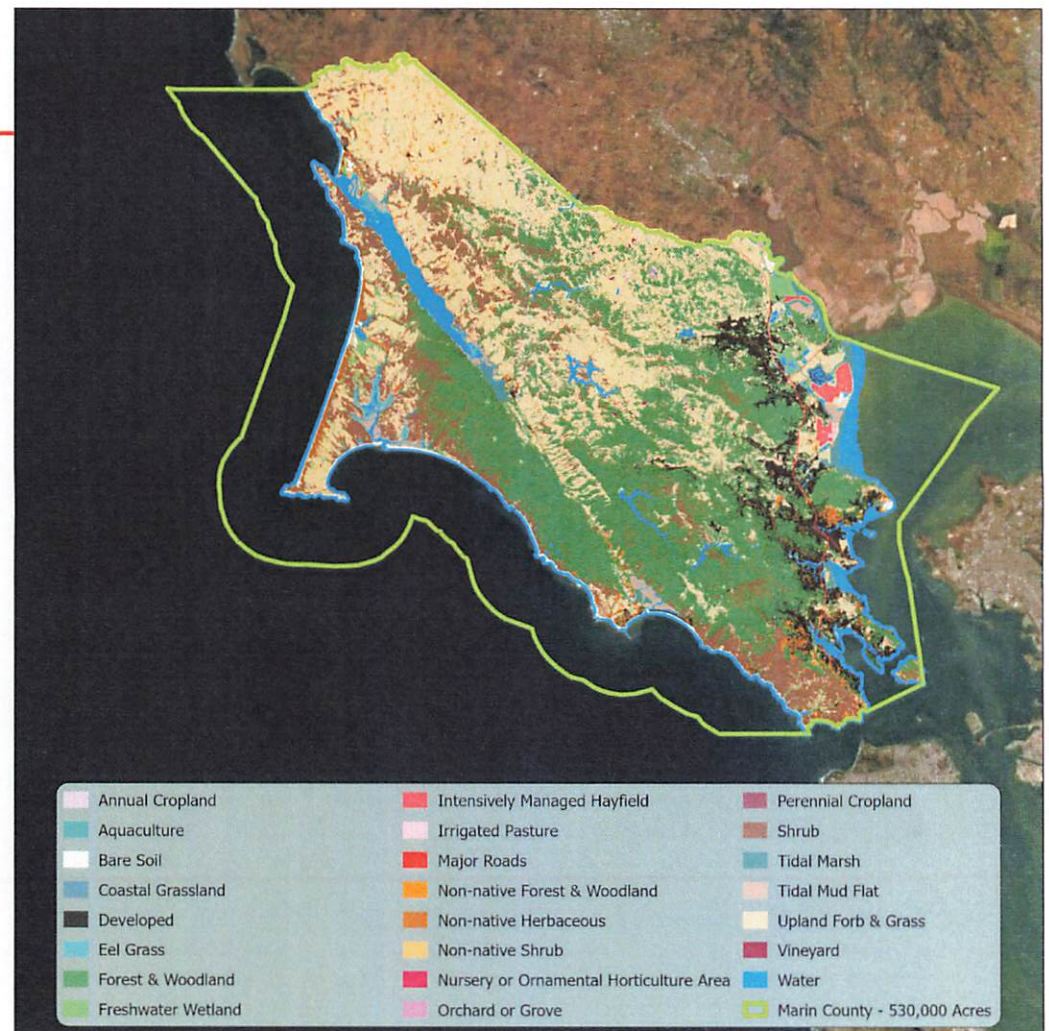 Annual Cropland
Aquaculture
Bare Soil
Coastal Grassland
Developed
Eel Grass
Forest & Woodland
Freshwater Wetland
Intensively Managed Hayfield
Irrigated Pasture
Major Roads
Non-native Forest & Woodland
Non-native Herbaceous
Non-native Shrub
Nursery or Ornamental Horticulture Area
Orchard or Grove
Perennial Cropland
Shrub
Tidal Marsh
Tidal Mud Flat
Upland Forb & Grass
Vineyard
Water
Marin County - 530,000 Acres